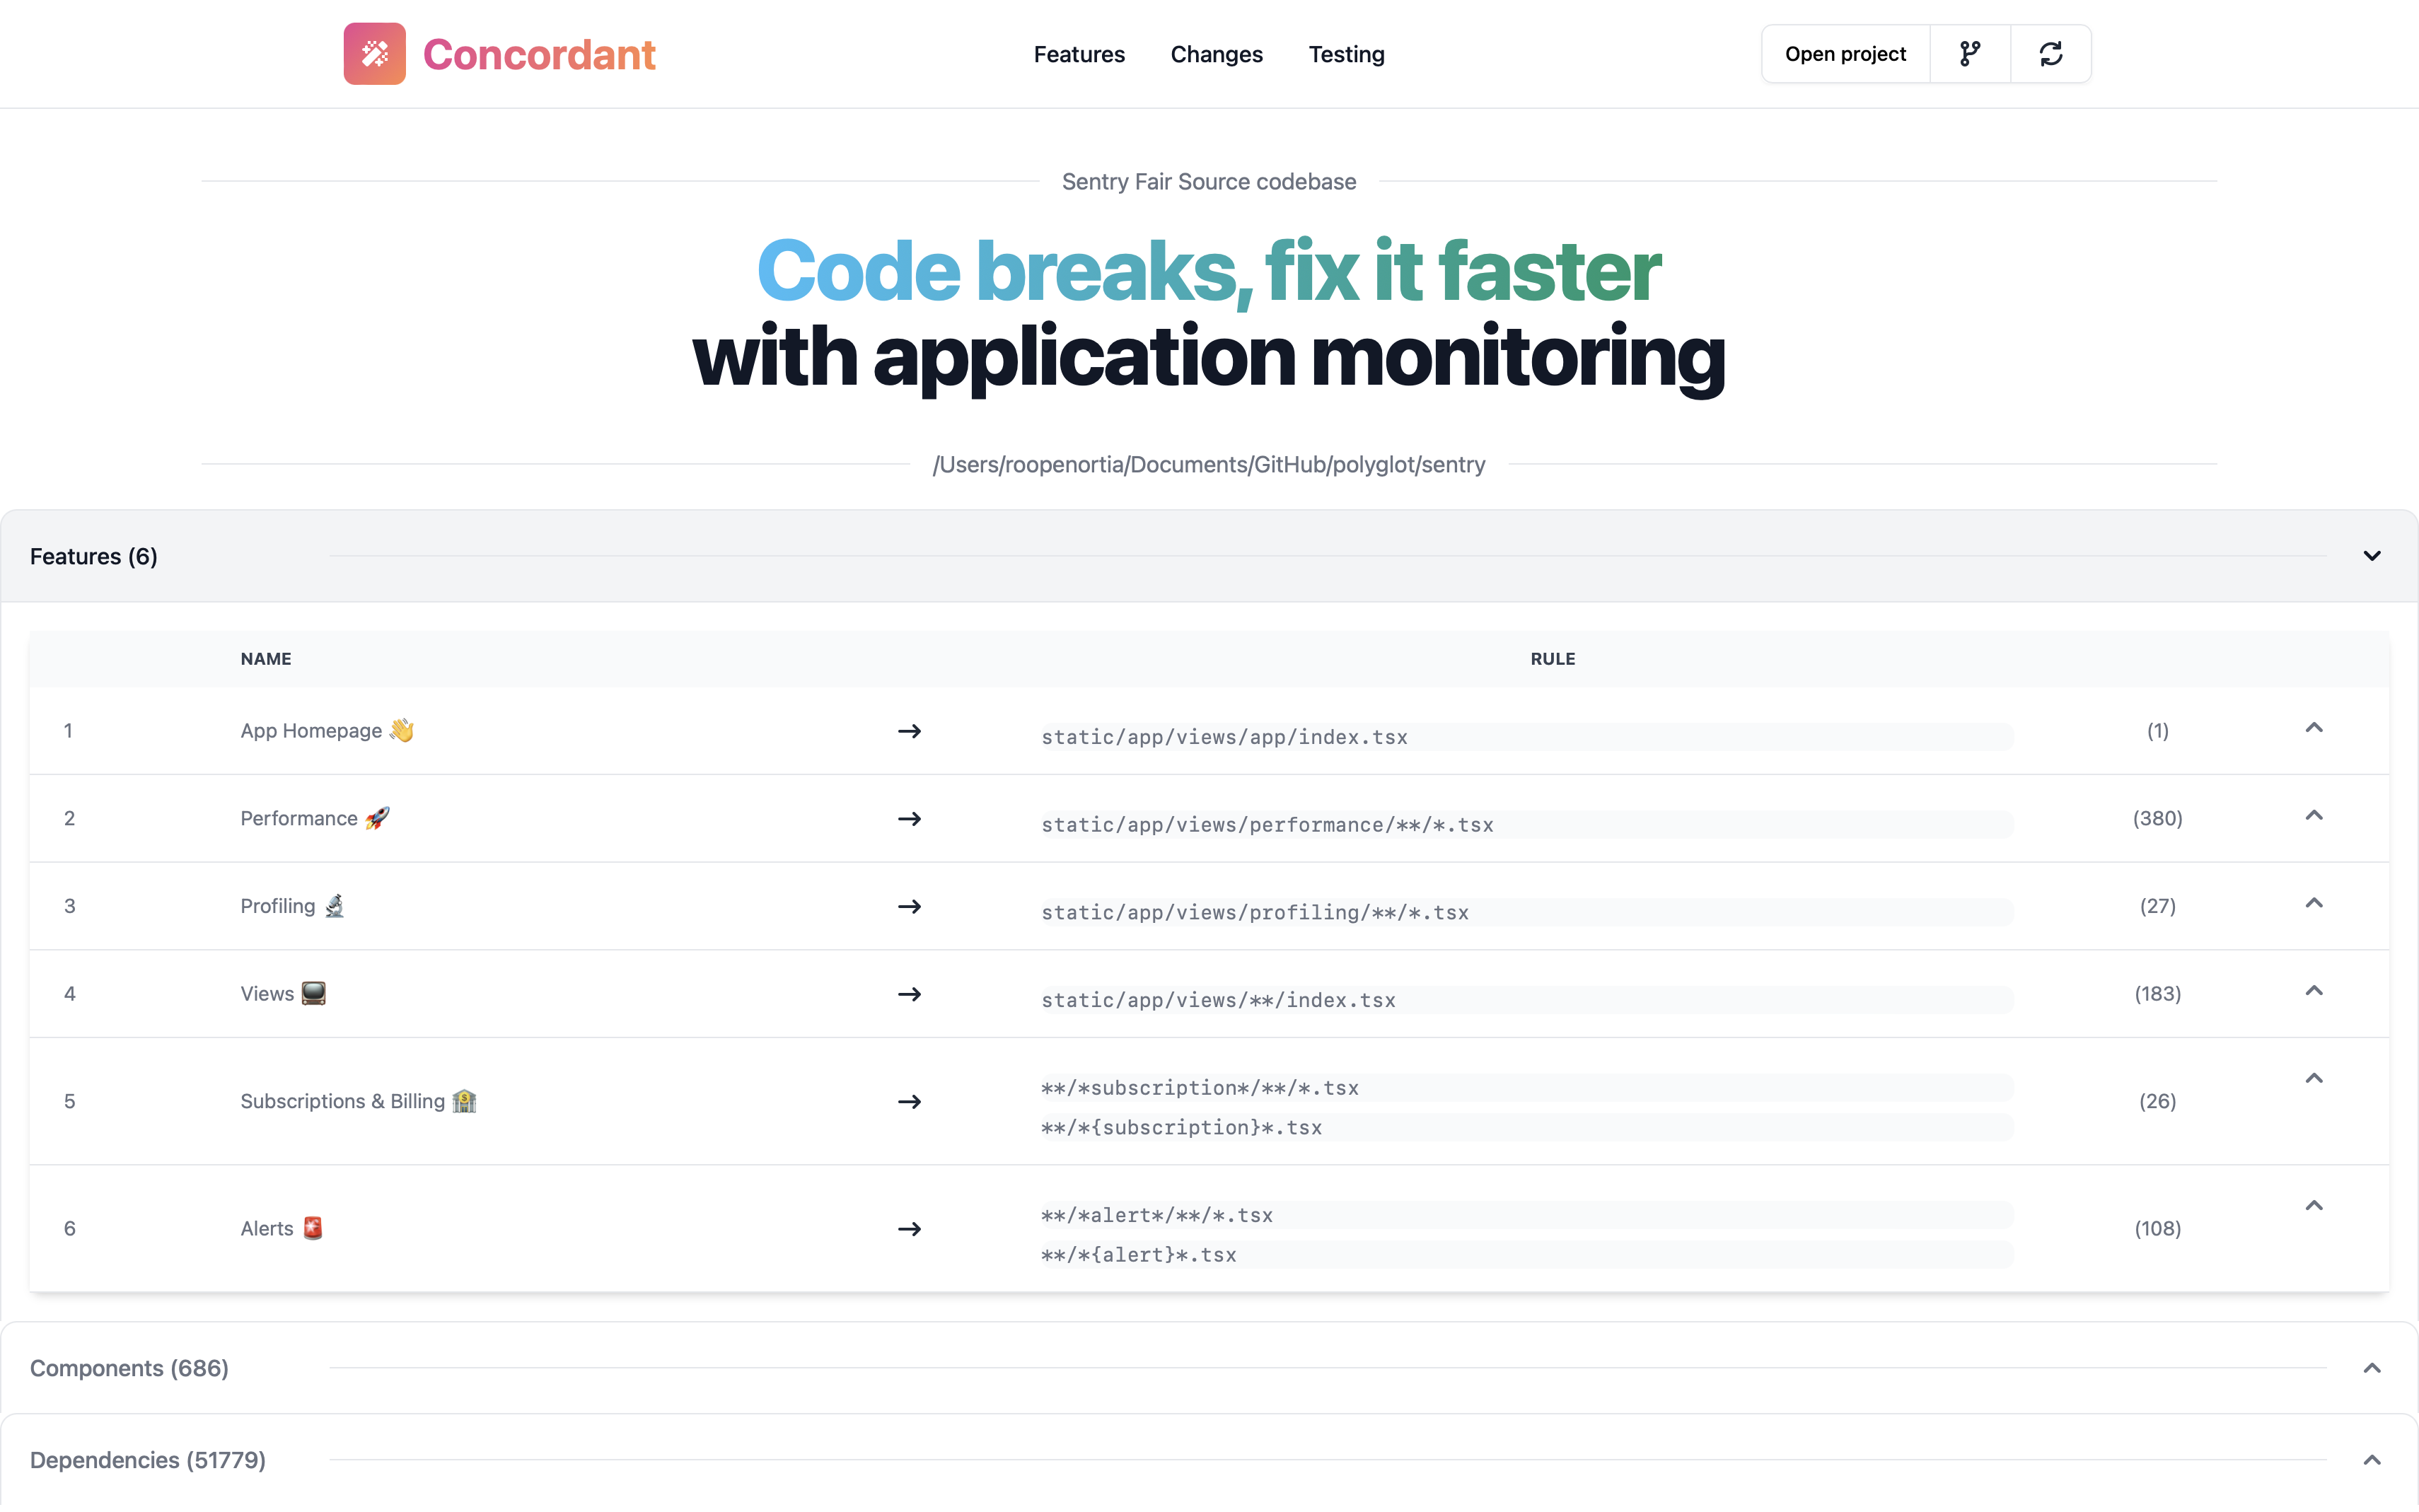 Concordant
Features
Changes
Testing
Open project
Sentry Fair Source codebase
Code breaks, fix it faster
with application monitoring
/Users/roopenortia/Documents/GitHub/polyglot/sentry
Features (6)
NAME RULE
1 App Homepage 👋 → static/app/views/app/index.tsx (1)
2 Performance 🚀 → static/app/views/performance/**/*.tsx (380)
3 Profiling 🔬 → static/app/views/profiling/**/*.tsx (27)
4 Views 📺 → static/app/views/**/index.tsx (183)
5 Subscriptions & Billing 🏦 → **/*subscription*/**/*.tsx (26)
**/*{subscription}*.tsx
6 Alerts 🚨 → **/*alert*/**/*.tsx (108)
**/*{alert}*.tsx
Components (686)
Dependencies (51779)